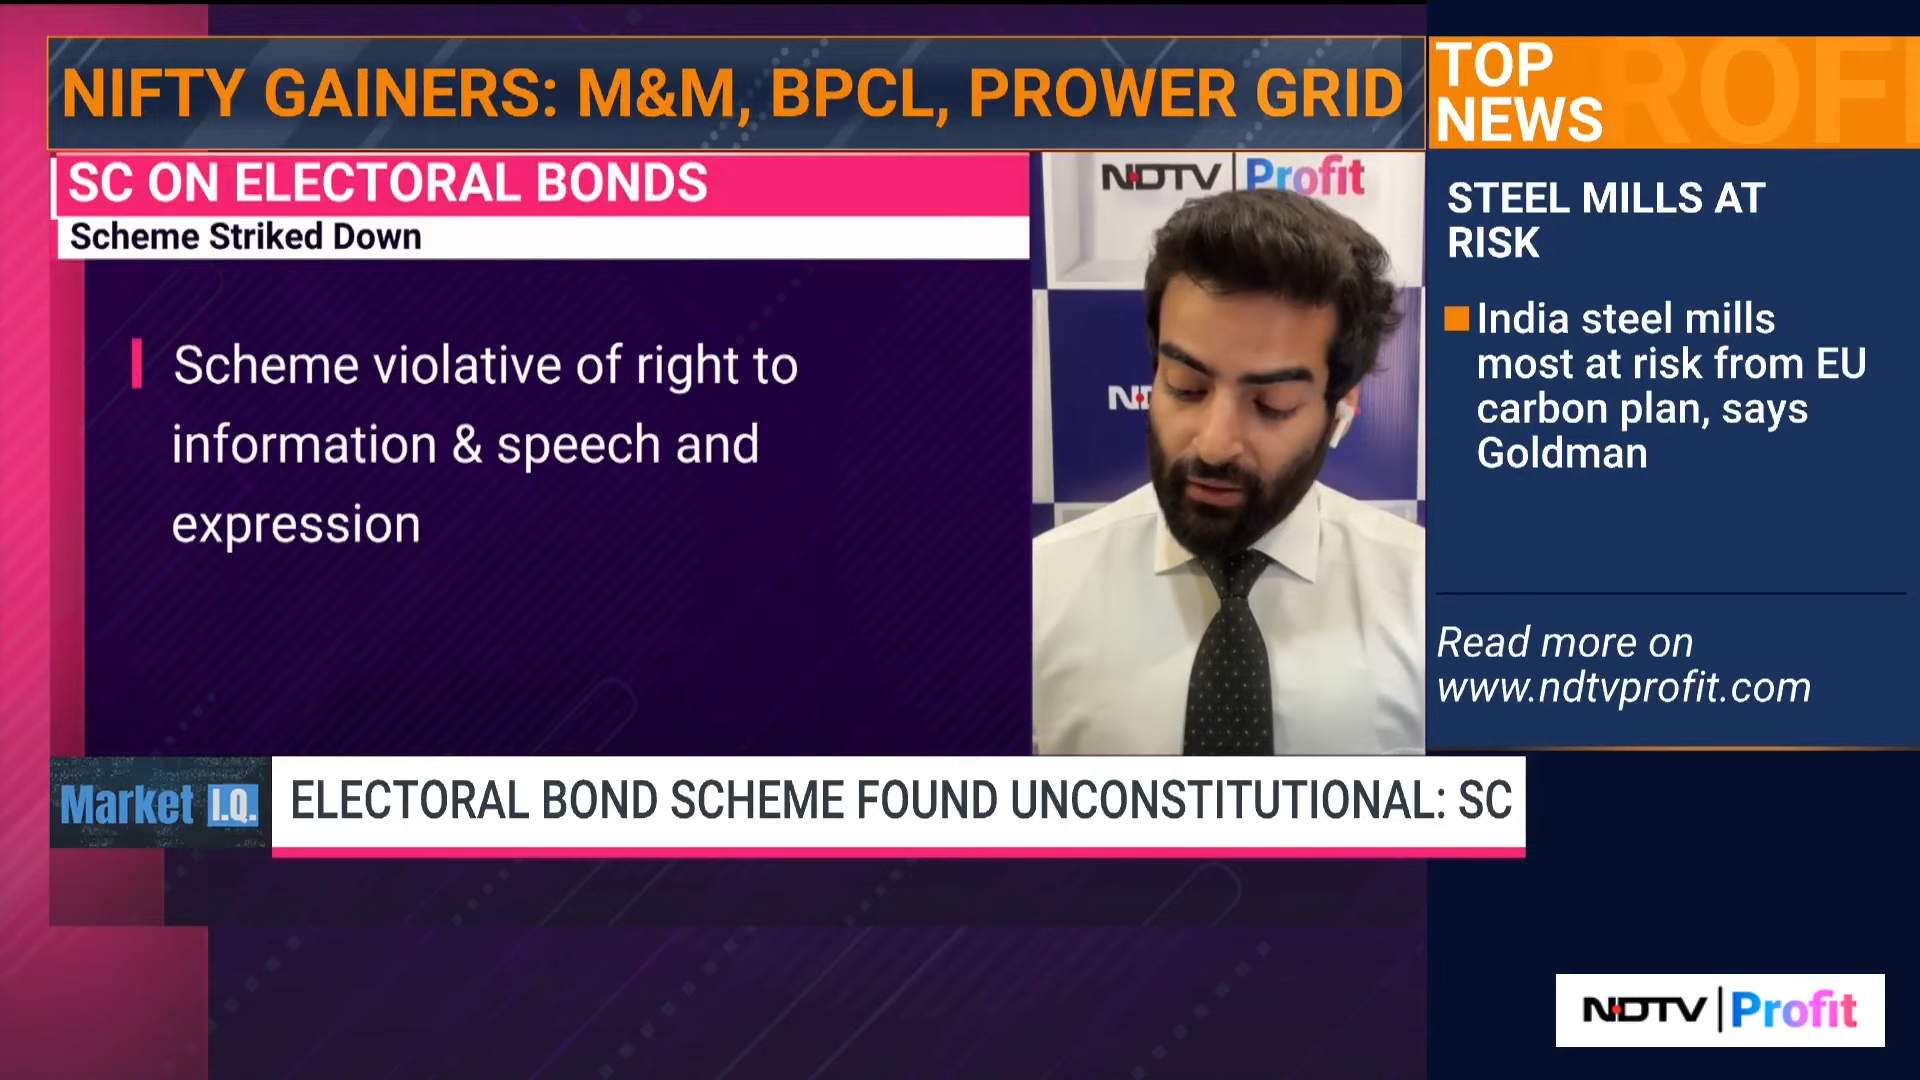 NIFTY GAINERS: M&M, BPCL, PROWER GRID
SC ON ELECTORAL BONDS
Scheme Striked Down
Scheme violative of right to
information & speech and
expression
NDTV Profit
Market I.Q.
ELECTORAL BOND SCHEME FOUND UNCONSTITUTIONAL: SC
TOP
NEWS
STEEL MILLS AT
RISK
India steel mills
most at risk from EU
carbon plan, says
Goldman
Read more on
www.ndtvprofit.com
NDTV Profit